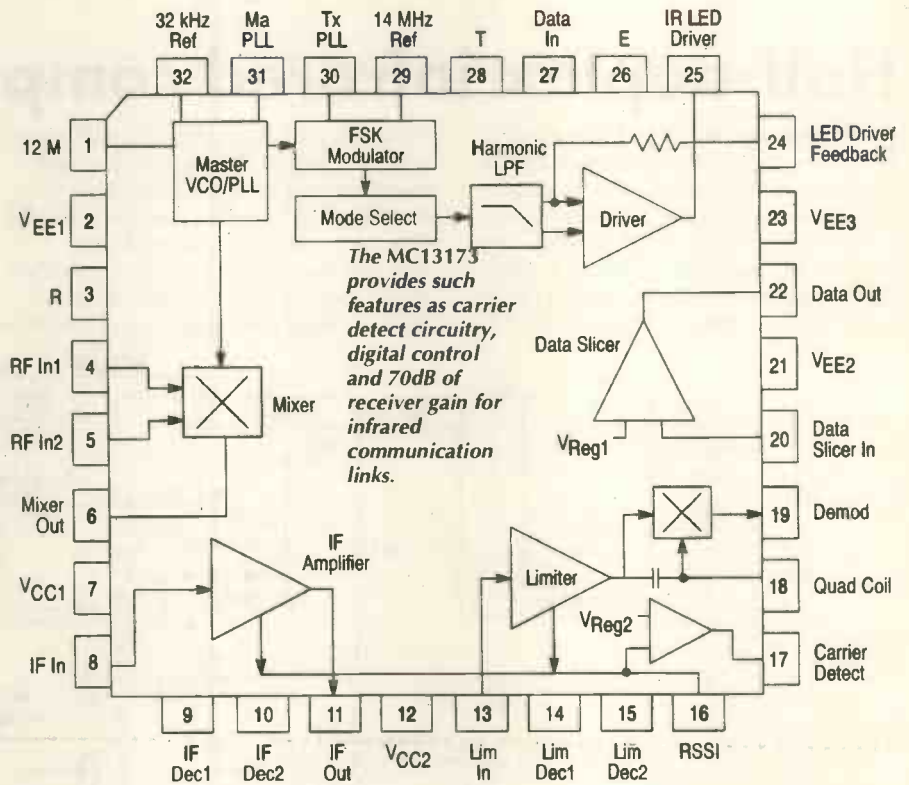 32 kHz Ref
Ma PLL
Tx PLL
14 MHz Ref
T
Data In
E
IR LED Driver
32
31
30
29
28
27
26
25
12 M
1
VEE1
2
R
3
RF In1
4
RF In2
5
Mixer Out
6
VCC1
7
IF In
8
Master VCO/PLL
FSK Modulator
Mode Select
Harmonic LPF
Driver
24
LED Driver Feedback
23
VEE3
22
Data Out
21
VEE2
20
Data Slicer In
19
Demod
18
Quad Coil
17
Carrier Detect
The MC13173
provides such
features as carrier
detect circuitry,
digital control
and 70dB of
receiver gain for
infrared
communication
links.
Data Slicer
VReg1
Mixer
IF Amplifier
Limiter
VReg2
9
10
11
12
13
14
15
16
IF Dec1
IF Dec2
IF Out
VCC2
Lim In
Lim Dec1
Lim Dec2
RSSI